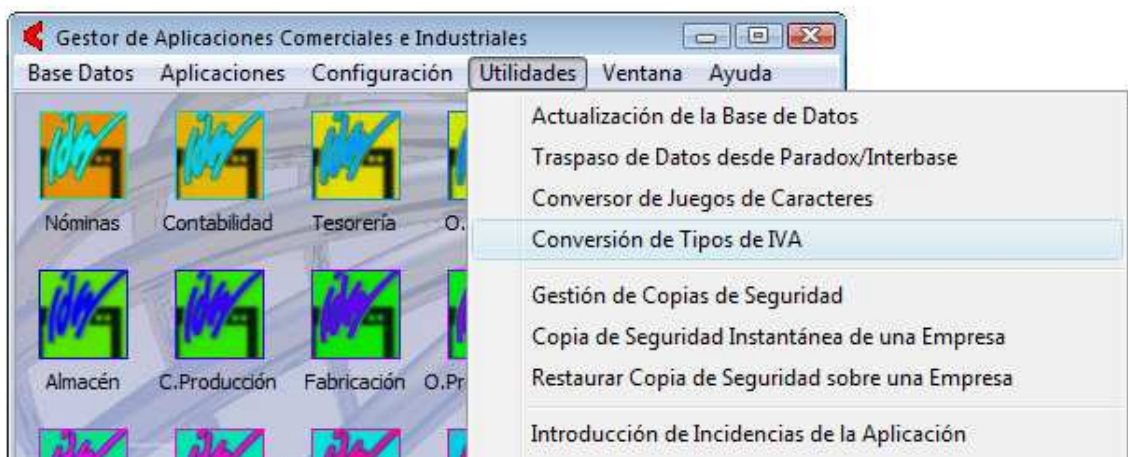 Gestor de Aplicaciones Comerciales e Industriales
Base Datos Aplicaciones Configuración Utilidades Ventana Ayuda
Actualización de la Base de Datos
Traspaso de Datos desde Paradox/Interbase
Conversor de Juegos de Caracteres
Conversión de Tipos de IVA
Gestión de Copias de Seguridad
Copia de Seguridad Instantánea de una Empresa
Restaurar Copia de Seguridad sobre una Empresa
Introducción de Incidencias de la Aplicación
Nóminas Contabilidad Tesorería O.
Almacén C.Producción Fabricación O.Pr